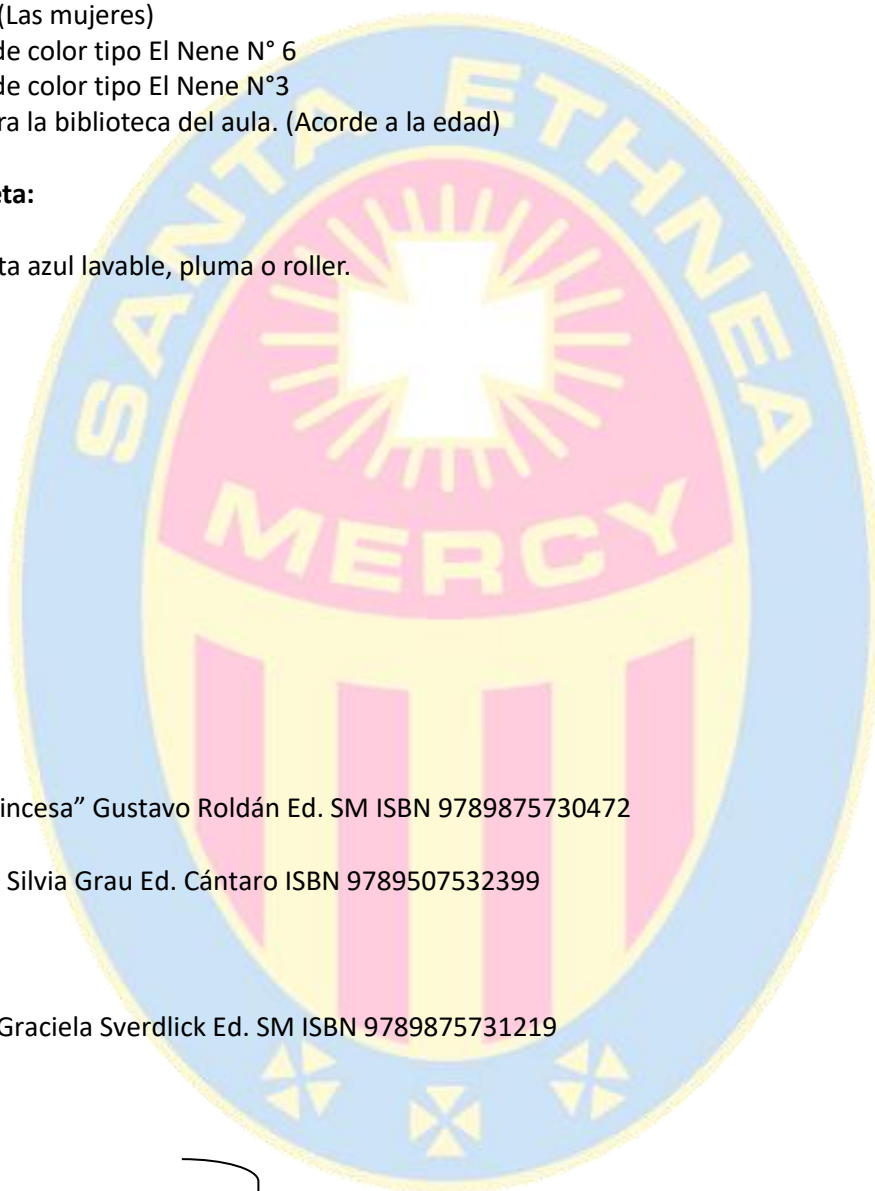 (Las mujeres)
de color tipo El Nene N° 6
de color tipo El Nene N°3
ra la biblioteca del aula. (Acorde a la edad)
eta:
ta azul lavable, pluma o roller.
SANTA ETHNEA
MERCY
incesa” Gustavo Roldán Ed. SM ISBN 9789875730472
Silvia Grau Ed. Cántaro ISBN 9789507532399
Graciela Sverdlick Ed. SM ISBN 9789875731219